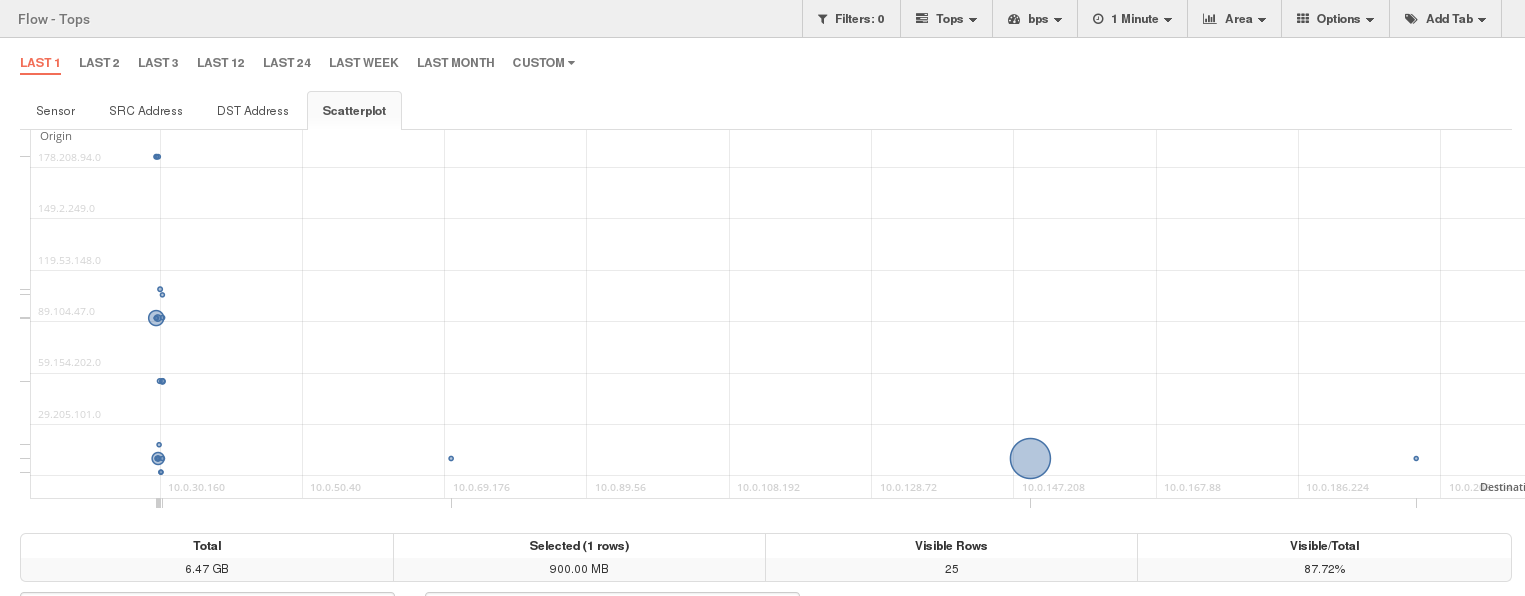 Flow - Tops Filters: 0 Tops bps 1 Minute Area Options Add Tab
LAST 1 LAST 2 LAST 3 LAST 12 LAST 24 LAST WEEK LAST MONTH CUSTOM
Sensor SRC Address DST Address Scatterplot
Origin
178.208.94.0
149.2.249.0
119.53.148.0
89.104.47.0
59.154.202.0
29.205.101.0
10.0.30.160 10.0.50.40 10.0.69.176 10.0.89.56 10.0.108.192 10.0.128.72 10.0.147.208 10.0.167.88 10.0.186.224 Destinati
Total Selected (1 rows) Visible Rows Visible/Total
6.47 GB 900.00 MB 25 87.72%